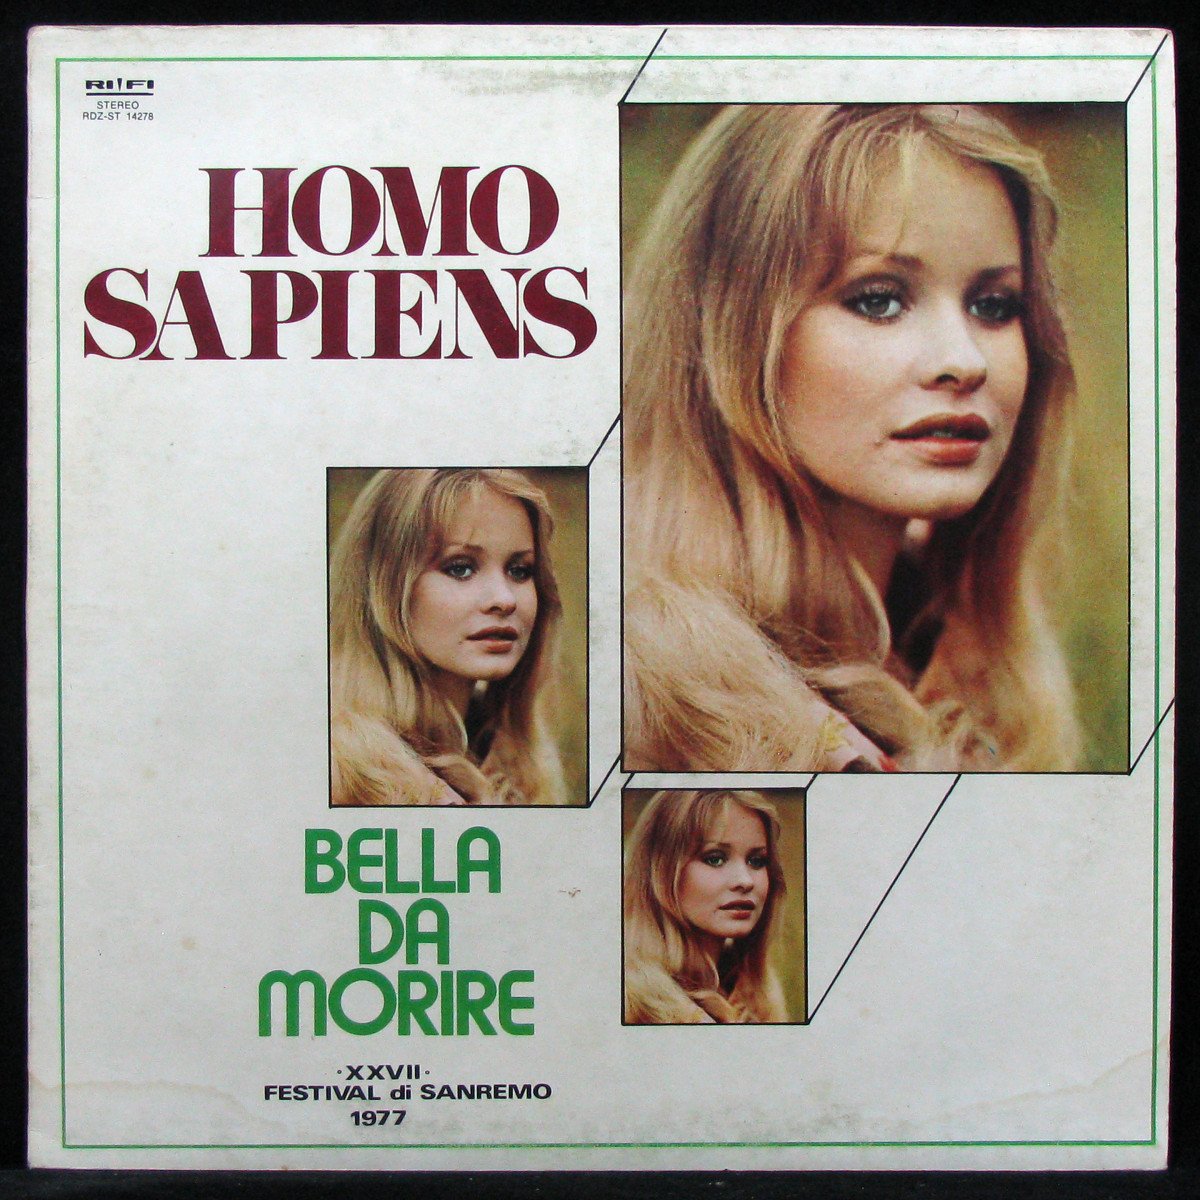 RI!FI
STEREO
RDZ-ST 14278
HOMO
SAPIENS
BELLA
DA
MORIRE
·XXVII·
FESTIVAL di SANREMO
1977